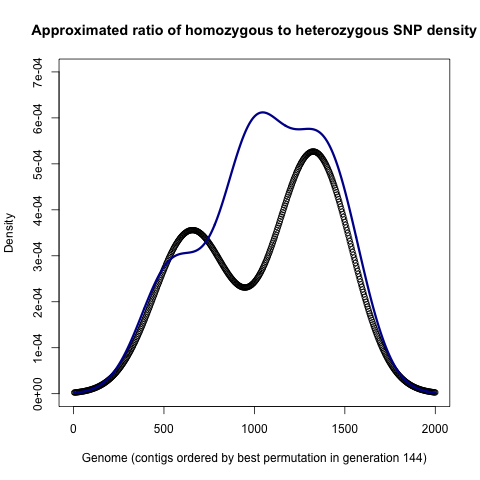 Approximated ratio of homozygous to heterozygous SNP density
7e-04
6e-04
5e-04
4e-04
3e-04
2e-04
1e-04
0e+00
Density
0 500 1000 1500 2000
Genome (contigs ordered by best permutation in generation 144)